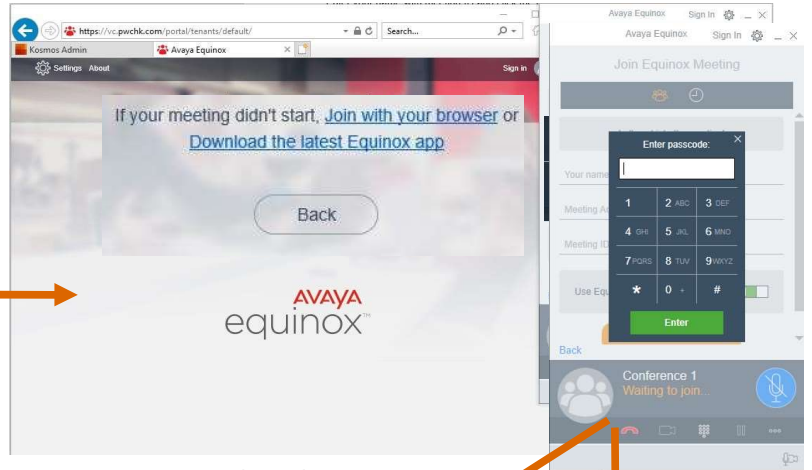 https://vc.pwchk.com/portal/tenants/default/
Search...
Kosmos Admin
Avaya Equinox
Settings About
Sign in
If your meeting didn't start, Join with your browser or
Download the latest Equinox app
Back
AVAYA
equinox™
Avaya Equinox Sign In
Avaya Equinox Sign In
Join Equinox Meeting
Enter passcode:
Your name
Meeting
Meeting ID
1 2 ABC 3 DEF
4 GHI 5 JKL 6 MNO
7 PQRS 8 TUV 9 WXYZ
* 0 + #
Use
Enter
Back
Conference 1
Waiting to join...